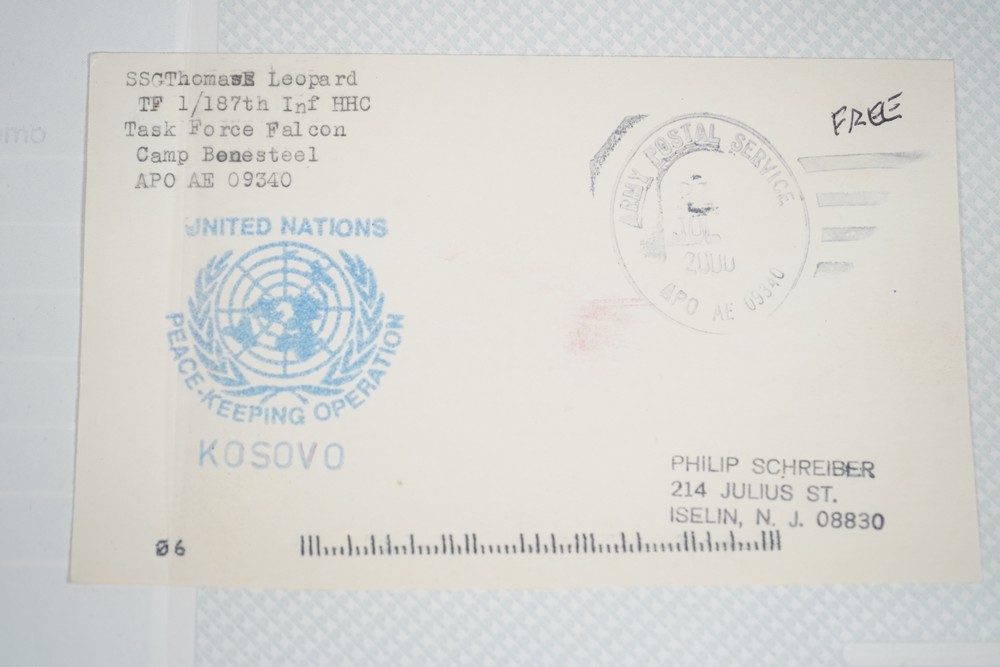 SSGThomasE Leopard
TF 1/187th Inf HHC
Task Force Falcon
Camp Bonesteel
APO AE 09340
FREE
ARMY POSTAL SERVICE
2000
APO AE 09340
UNITED NATIONS
PEACE-KEEPING OPERATION
KOSOVO
PHILIP SCHREIBER
214 JULIUS ST.
ISELIN, N. J. 08830
06